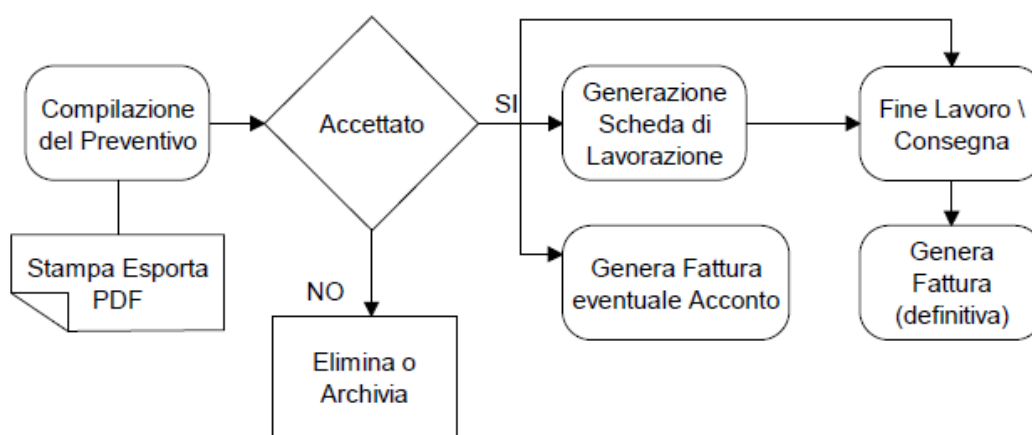 Compilazione
del Preventivo
Accettato
SI
Generazione
Scheda di
Lavorazione
Fine Lavoro \
Consegna
Stampa Esporta
PDF
NO
Genera Fattura
eventuale Acconto
Genera
Fattura
(definitiva)
Elimina o
Archivia